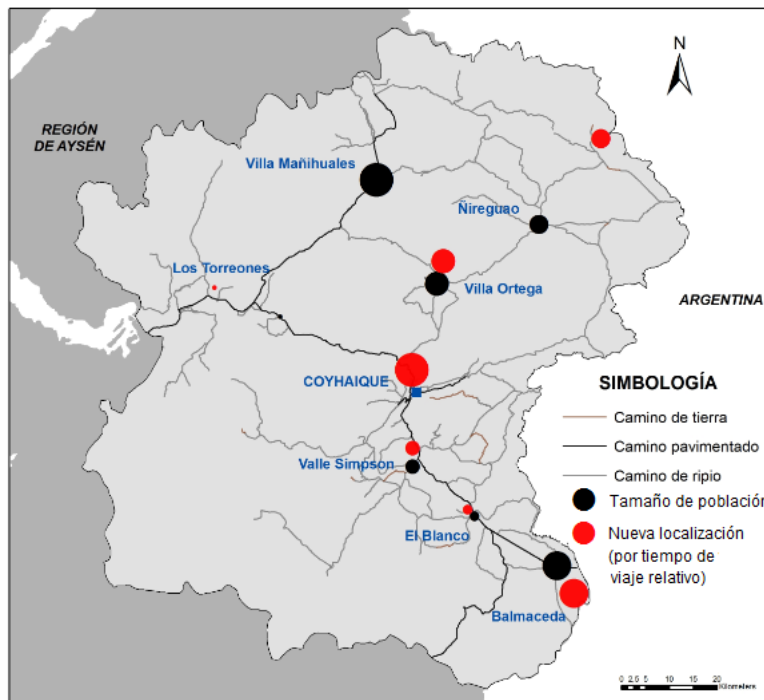 N
REGIÓN
DE AYSÉN
Villa Mañihuales
Ñireguao
Los Torreones
Villa Ortega
ARGENTINA
COYHAIQUE
SIMBOLOGÍA
Camino de tierra
Camino pavimentado
Valle Simpson
Camino de ripio
Tamaño de población
El Blanco
Nueva localización
(por tiempo de
viaje relativo)
Balmaceda
0 2,5 5 10 15 20
Kilometers